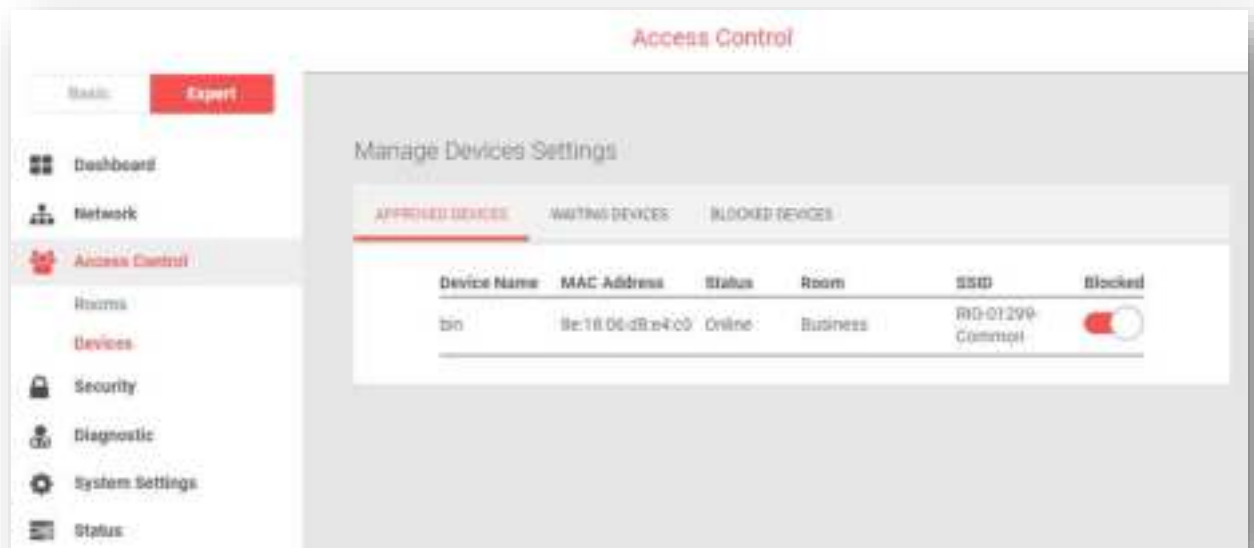 Access Control
Basic
Expert
Dashboard
Network
Access Control
Rooms
Devices
Security
Diagnostic
System Settings
Status
Manage Devices Settings
APPROVED DEVICES WAITING DEVICES BLOCKED DEVICES
Device Name MAC Address Status Room SSID Blocked
bin Online Business
Common